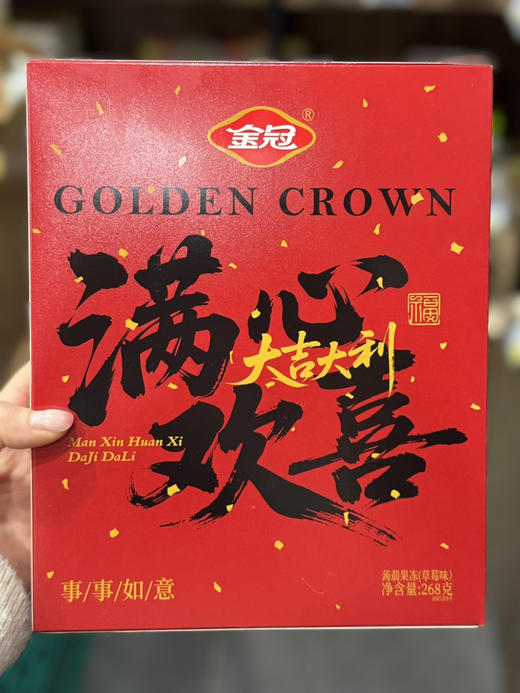 金冠®
GOLDEN CROWN
满心
福
大吉大利
欢喜
Man Xin Huan Xi
DaJi DaLi
事/事/如/意
蒟蒻果冻(草莓味)
净含量:268克